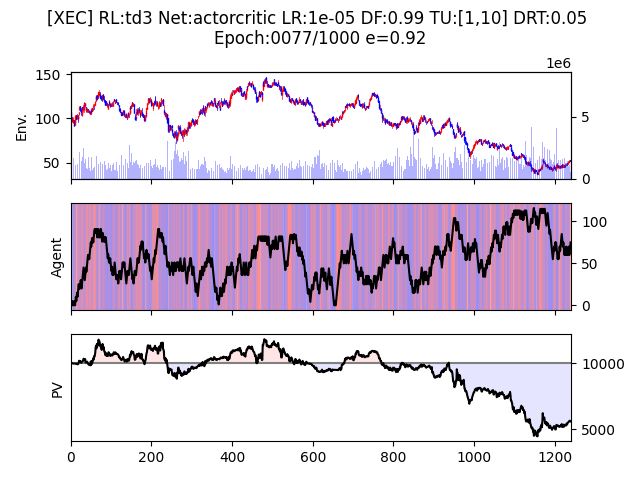 [XEC] RL:td3 Net:actorcritic LR:1e-05 DF:0.99 TU:[1,10] DRT:0.05
Epoch:0077/1000 e=0.92
1e6
150
100
50
Env.
5
0
Agent
100
50
0
PV
10000
5000
0 200 400 600 800 1000 1200